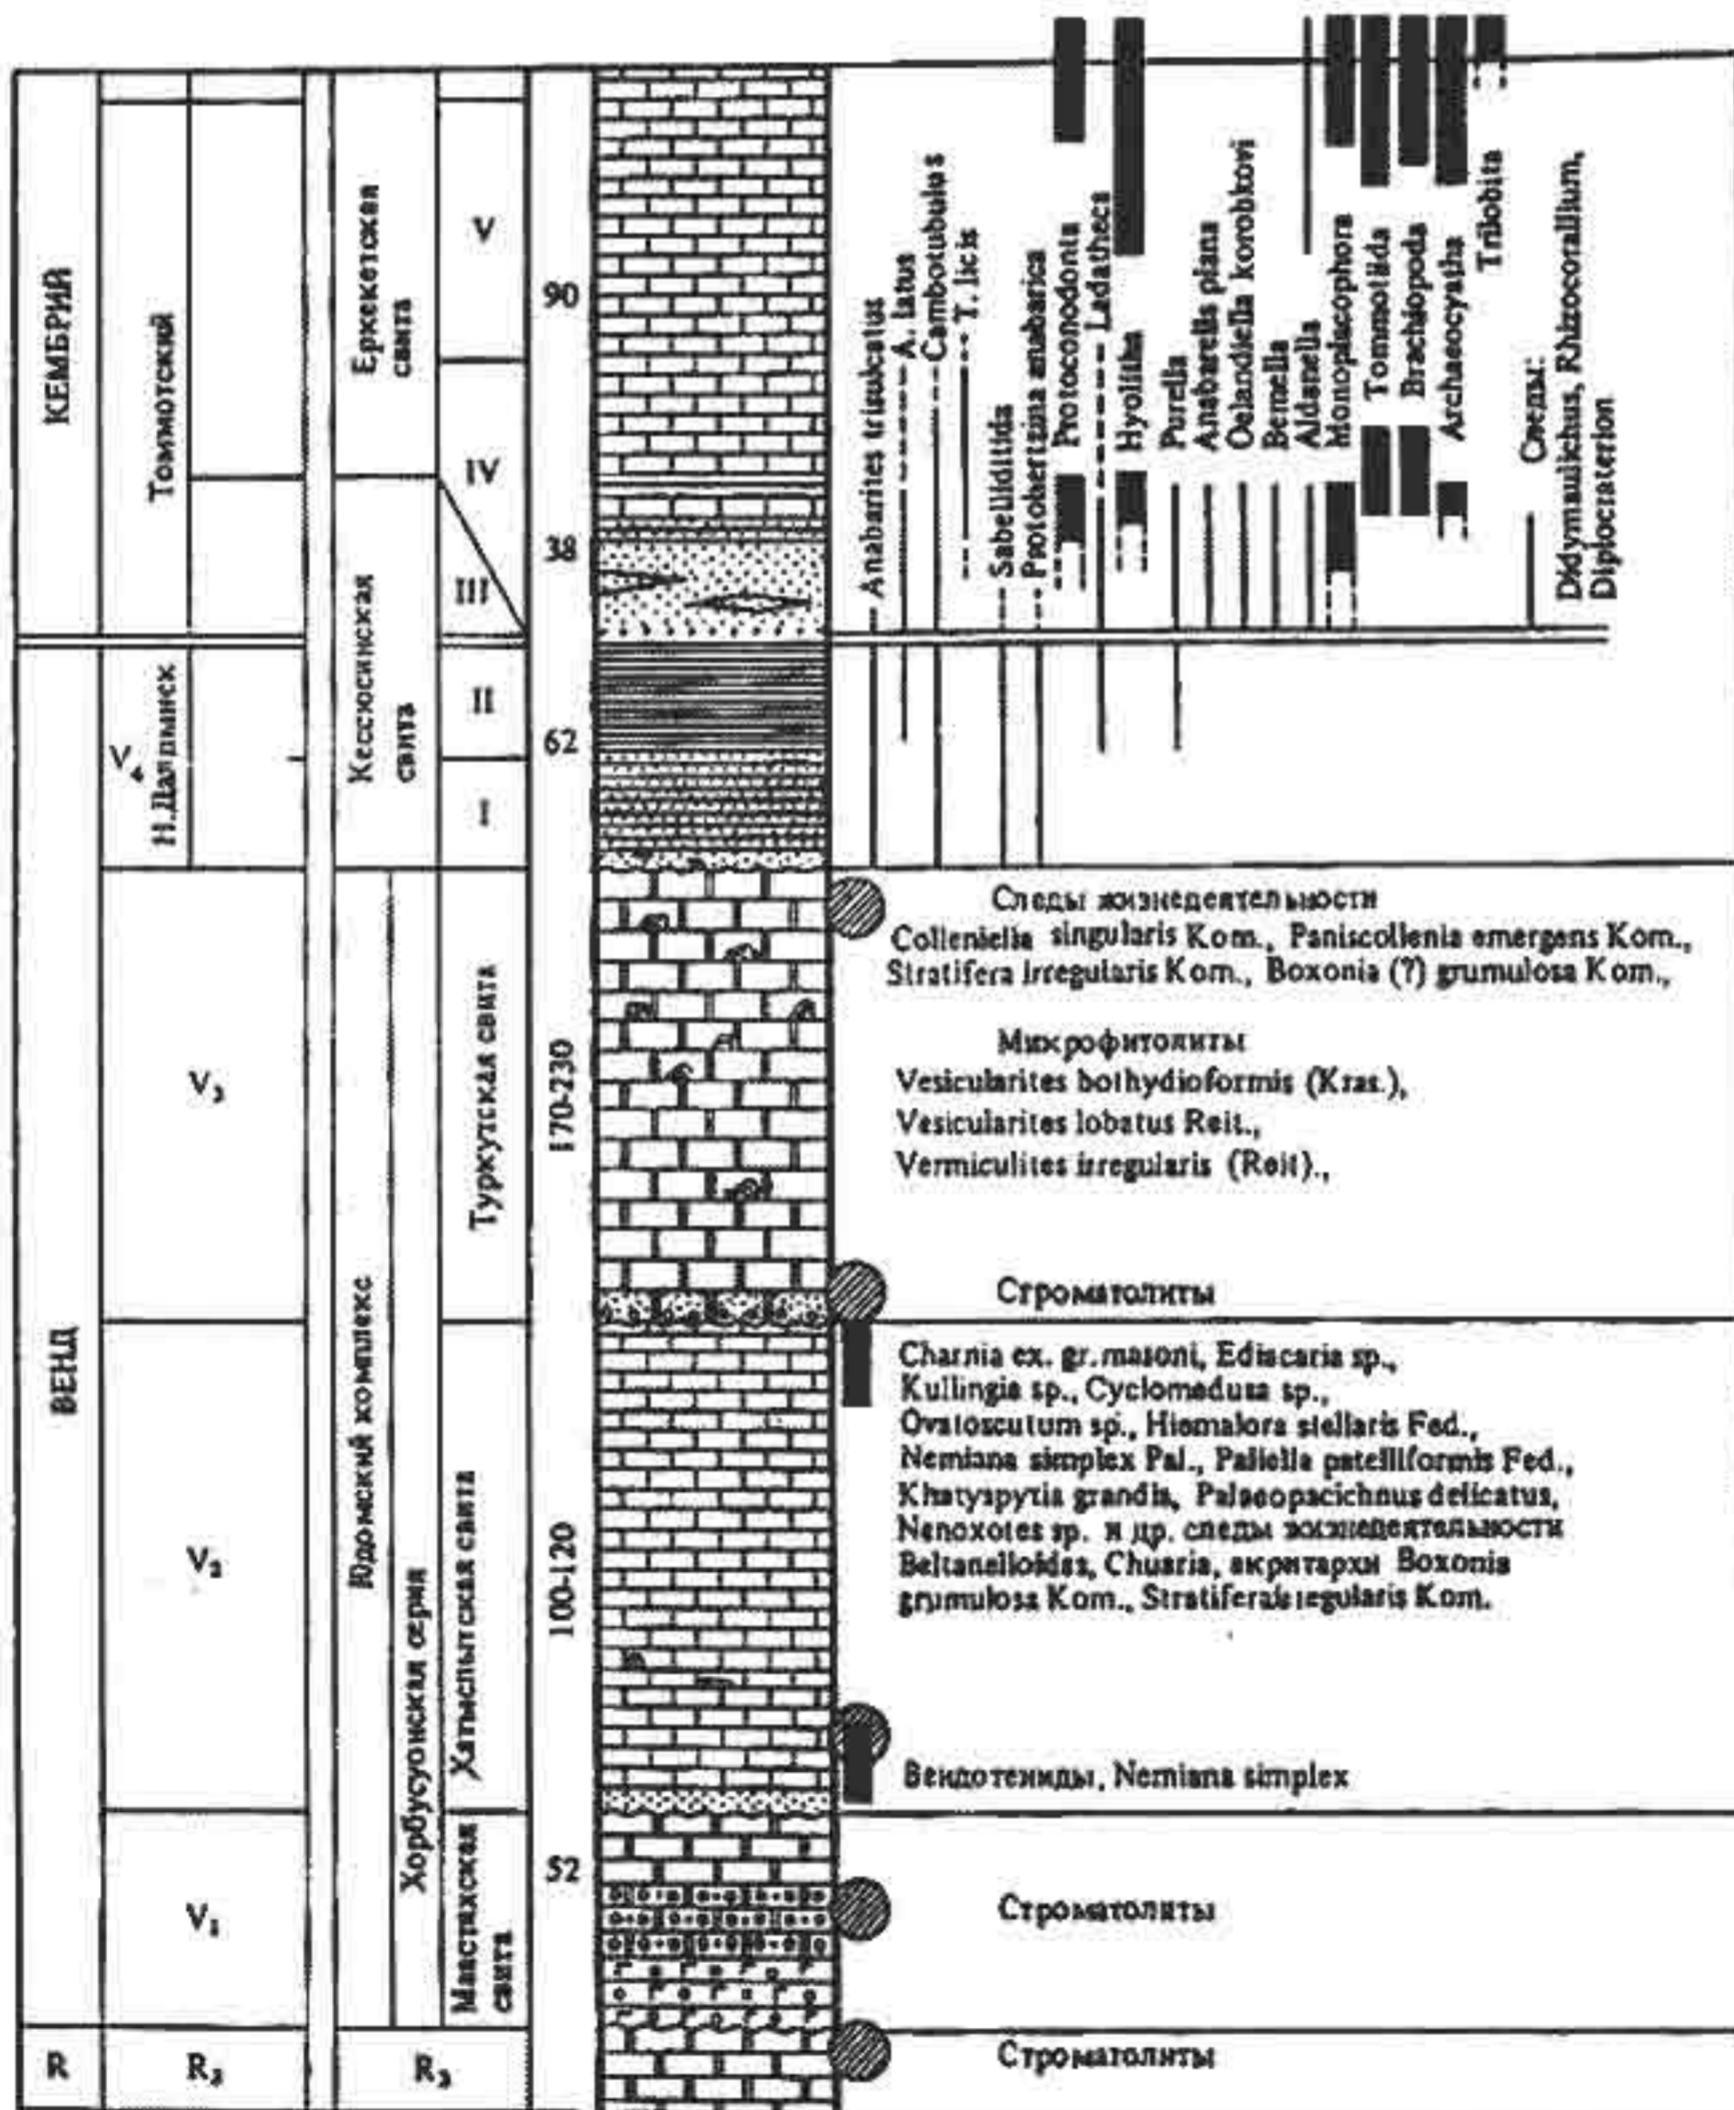 КЕМБРИЙ
Томмотский
Еркекетская
свита
V
IV
III
90
38
Кессюсинская
свита
II
I
62
ВЕНД
V₄
Н.Далдынск
V₃
V₂
V₁
Юдомский комплекс
Хорбусуонская серия
Туркутская свита
170-230
Хатыспытская свита
100-120
Маастахская
свита
52
R
R₃
R₃
Anabarites trisulcatus
A. latus
Cambotubulus
T. licis
Sabelliditida
Protohertzina anabarica
Protoconodonta
Ladatheca
Hyolitha
Purella
Anabarella plana
Oelandiella korobkovi
Bemella
Aldanella
Monoplacophora
Tommotiida
Brachiopoda
Archaeocyatha
Trilobita
Следы:
Didymaulichus, Rhizocorallium,
Diplocraterion
Следы жизнедеятельности
Colleniella singularis Kom., Paniscollenia emergens Kom.,
Stratifera irregularis Kom., Boxonia (?) grumulosa Kom.,
Микрофитолиты
Vesicularites bothydioformis (Kras.),
Vesicularites lobatus Reit.,
Vermiculites irregularis (Reit).,
Строматолиты
Charnia ex. gr. masoni, Ediacaria sp.,
Kullingia sp., Cyclomedusa sp.,
Ovatoscutum sp., Hiemalora stellaris Fed.,
Nemiana simplex Pal., Paliella patelliformis Fed.,
Khatyspytia grandis, Palaeopacichnus delicatus,
Nenoxotes sp. и др. следы жизнедеятельности
Beltanelloides, Chuaria, акритархи Boxonia
grumulosa Kom., Stratifera irregularis Kom.
Вендотениды, Nemiana simplex
Строматолиты
Строматолиты